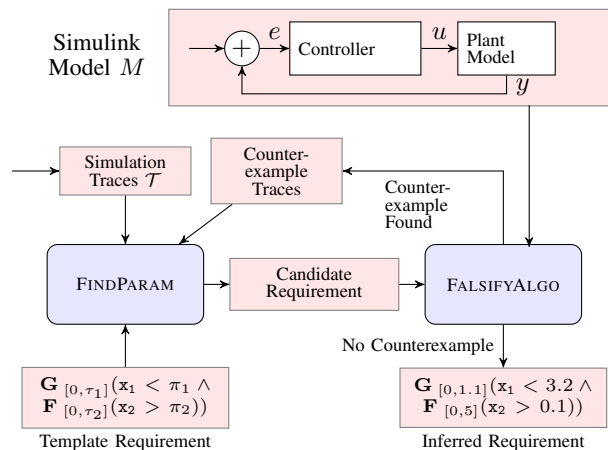 Simulink
Model M
+
e
Controller
u
Plant
Model
y
Simulation
Traces 𝒯
Counter-
example
Traces
Counter-
example
Found
FINDPARAM
Candidate
Requirement
FALSIFYALGO
No Counterexample
G [0,τ1](x1 < π1 ∧
F [0,τ2](x2 > π2))
Template Requirement
G [0,1.1](x1 < 3.2 ∧
F [0,5](x2 > 0.1))
Inferred Requirement